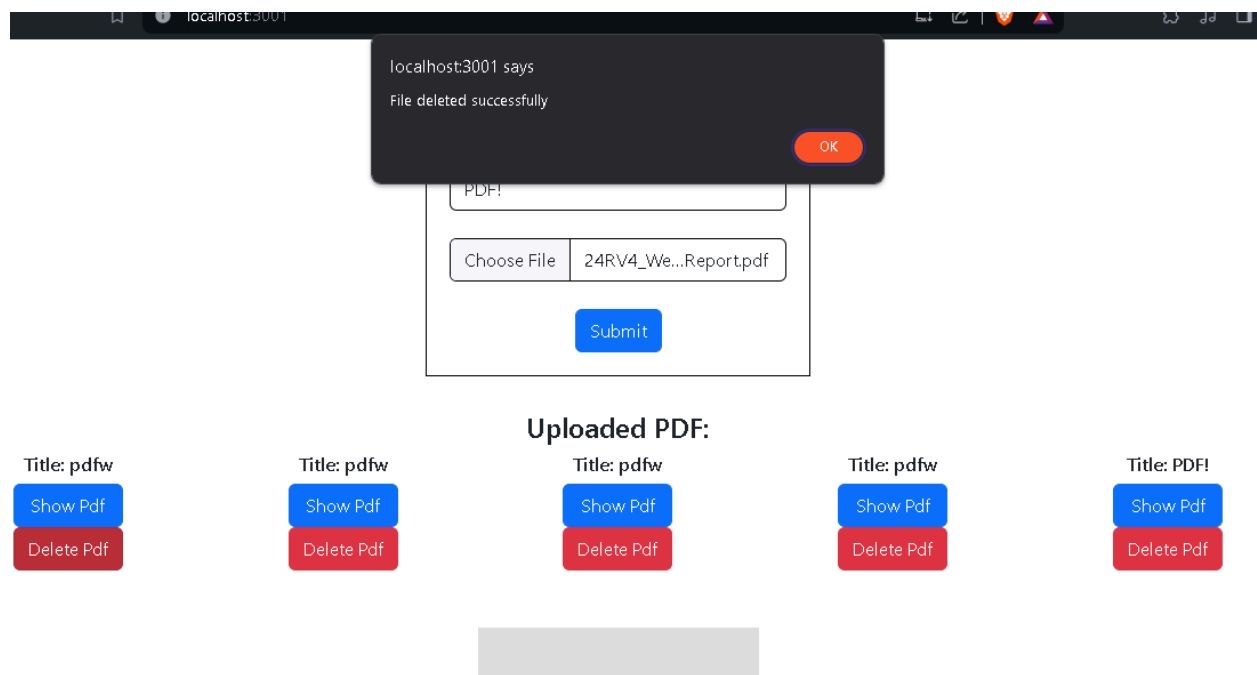 localhost:3001
localhost:3001 says
File deleted successfully
OK
PDF!
Choose File 24RV4_We...Report.pdf
Submit
Uploaded PDF:
Title: pdfw Title: pdfw Title: pdfw Title: pdfw Title: PDF!
Show Pdf Show Pdf Show Pdf Show Pdf Show Pdf
Delete Pdf Delete Pdf Delete Pdf Delete Pdf Delete Pdf